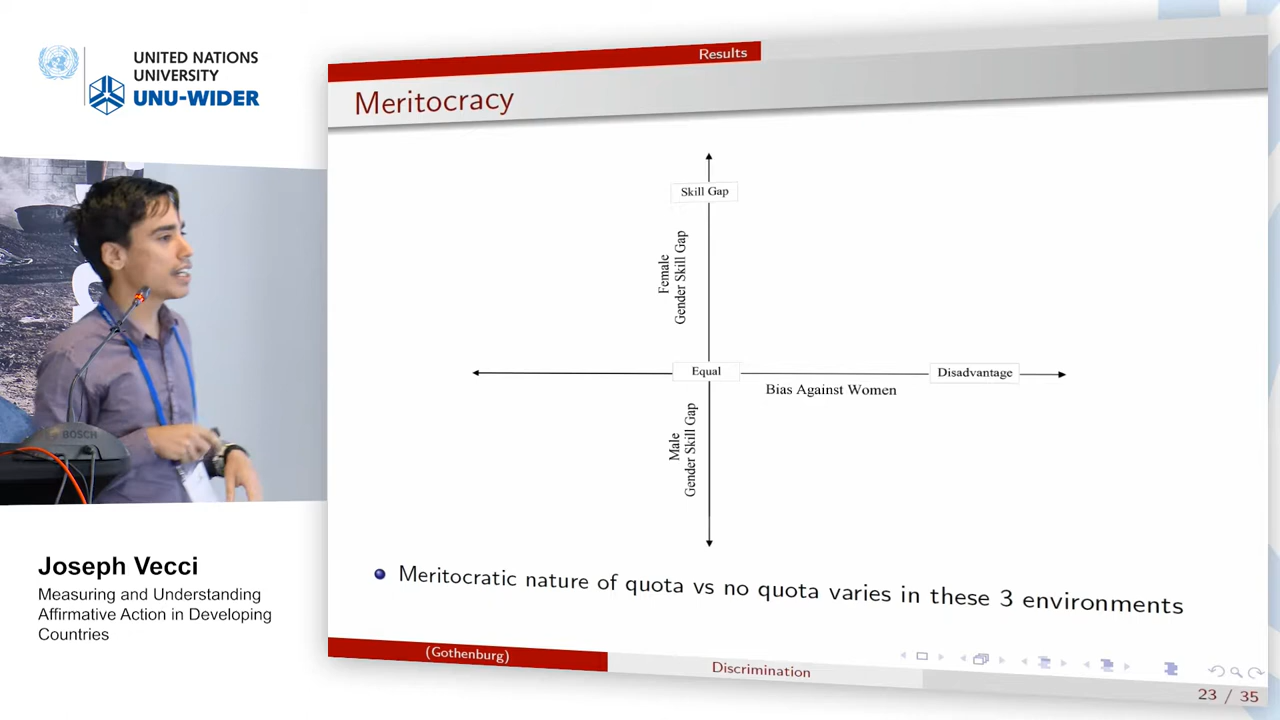 UNITED NATIONS
UNIVERSITY
UNU-WIDER
Results
Meritocracy
Skill Gap
Female
Gender Skill Gap
Equal
Disadvantage
Bias Against Women
Male
Gender Skill Gap
BOSCH
Meritocratic nature of quota vs no quota varies in these 3 environments
Joseph Vecci
Measuring and Understanding
Affirmative Action in Developing
Countries
(Gothenburg)
Discrimination
23 / 35